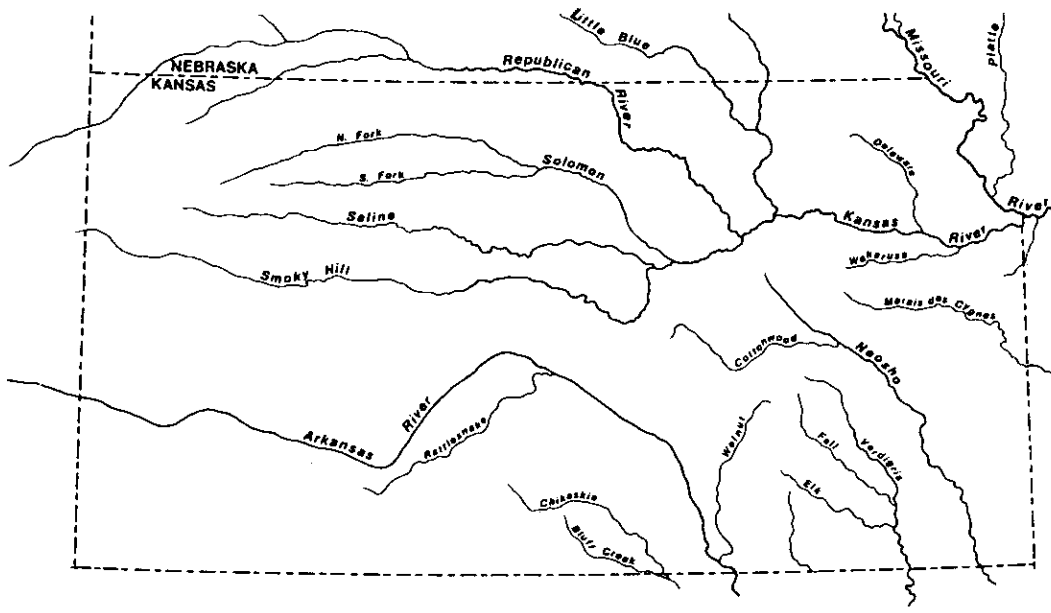 Little Blue
Missouri
Platte
NEBRASKA
KANSAS
Republican
River
N. Fork
S. Fork
Solomon
Delaware
Saline
Kansas
River
River
Wakarusa
Smoky Hill
Marais des Cygnes
Cottonwood
Neosho
Arkansas
River
Rattlesnake
Walnut
Fall
Verdigris
Elk
Chikaskia
Bluff Creek